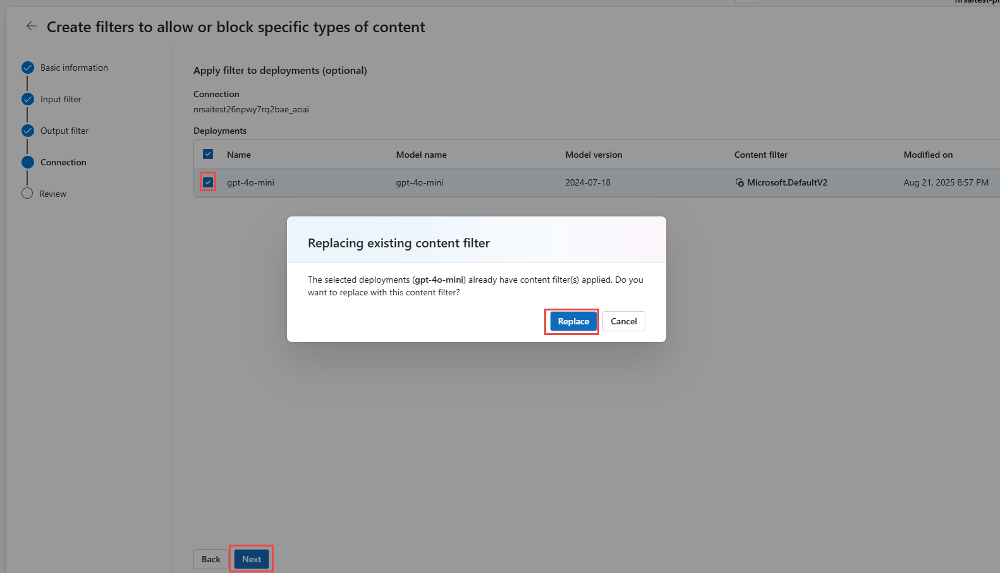 Create filters to allow or block specific types of content
Basic information
Input filter
Output filter
Connection
Review
Apply filter to deployments (optional)
Connection
nrsaitest26npwy7rq2bae_aoai
Deployments
Name Model name Model version Content filter Modified on
gpt-4o-mini gpt-4o-mini 2024-07-18 Microsoft.DefaultV2 Aug 21, 2025 8:57 PM
Replacing existing content filter
The selected deployments (gpt-4o-mini) already have content filter(s) applied. Do you
want to replace with this content filter?
Replace Cancel
Back Next